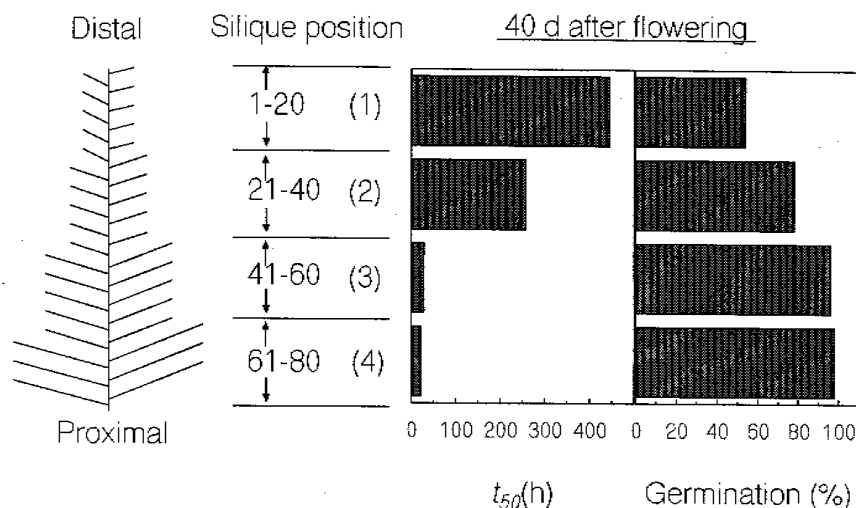 Distal Silique position 40 d after flowering
1-20 (1)
21-40 (2)
41-60 (3)
61-80 (4)
Proximal
0 100 200 300 400 0 20 40 60 80 100
t50(h) Germination (%)